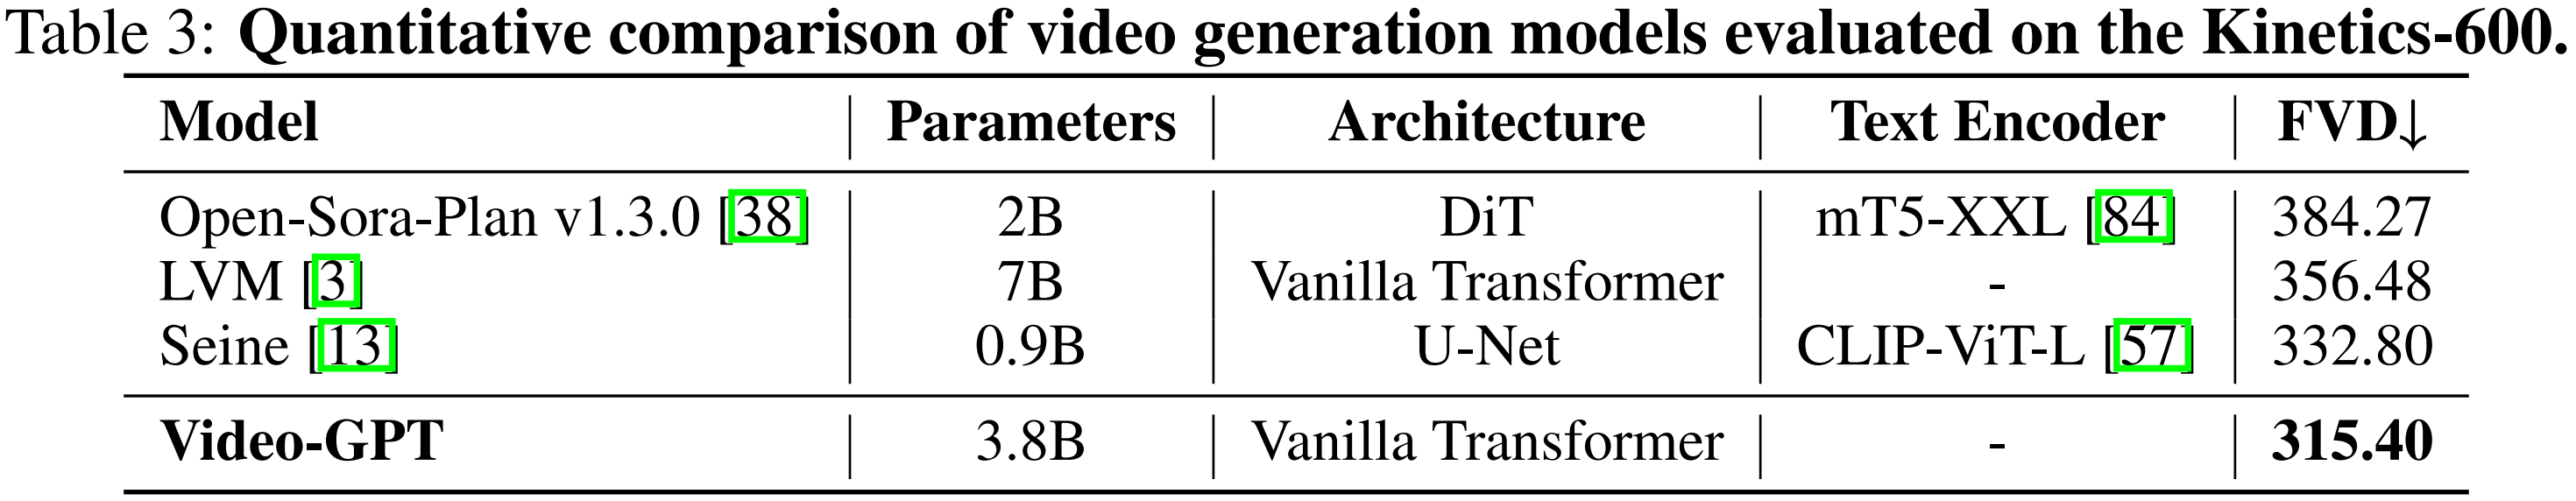 Table 3: Quantitative comparison of video generation models evaluated on the Kinetics-600.
Model Parameters Architecture Text Encoder FVD↓
Open-Sora-Plan v1.3.0 [38] 2B DiT mT5-XXL [84] 384.27
LVM [3] 7B Vanilla Transformer - 356.48
Seine [13] 0.9B U-Net CLIP-ViT-L [57] 332.80
Video-GPT 3.8B Vanilla Transformer - 315.40